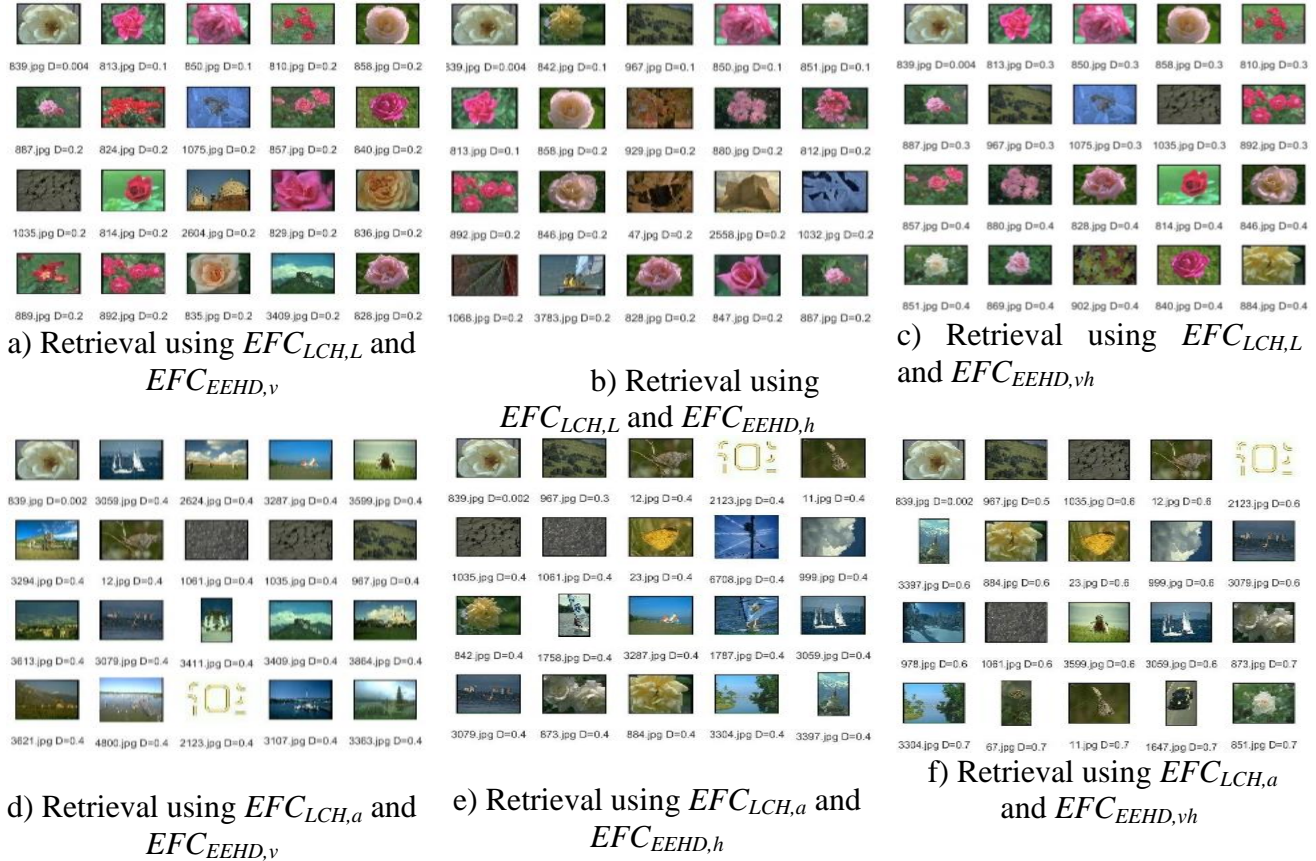 839.jpg D=0.004 813.jpg D=0.1 850.jpg D=0.1 810.jpg D=0.2 858.jpg D=0.2
887.jpg D=0.2 824.jpg D=0.2 1075.jpg D=0.2 857.jpg D=0.2 840.jpg D=0.2
1035.jpg D=0.2 814.jpg D=0.2 2604.jpg D=0.2 829.jpg D=0.2 836.jpg D=0.2
889.jpg D=0.2 892.jpg D=0.2 835.jpg D=0.2 3409.jpg D=0.2 828.jpg D=0.2
a) Retrieval using EFC_LCH,L and
EFC_EEHD,v
839.jpg D=0.004 842.jpg D=0.1 967.jpg D=0.1 850.jpg D=0.1 851.jpg D=0.1
813.jpg D=0.1 858.jpg D=0.2 929.jpg D=0.2 880.jpg D=0.2 812.jpg D=0.2
892.jpg D=0.2 846.jpg D=0.2 47.jpg D=0.2 2558.jpg D=0.2 1032.jpg D=0.2
1068.jpg D=0.2 3783.jpg D=0.2 828.jpg D=0.2 847.jpg D=0.2 887.jpg D=0.2
b) Retrieval using
EFC_LCH,L and EFC_EEHD,h
839.jpg D=0.004 813.jpg D=0.3 850.jpg D=0.3 858.jpg D=0.3 810.jpg D=0.3
887.jpg D=0.3 967.jpg D=0.3 1075.jpg D=0.3 1035.jpg D=0.3 892.jpg D=0.3
857.jpg D=0.4 880.jpg D=0.4 828.jpg D=0.4 814.jpg D=0.4 846.jpg D=0.4
851.jpg D=0.4 869.jpg D=0.4 902.jpg D=0.4 840.jpg D=0.4 884.jpg D=0.4
c) Retrieval using EFC_LCH,L
and EFC_EEHD,vh
839.jpg D=0.002 3059.jpg D=0.4 2624.jpg D=0.4 3287.jpg D=0.4 3599.jpg D=0.4
3294.jpg D=0.4 12.jpg D=0.4 1061.jpg D=0.4 1035.jpg D=0.4 967.jpg D=0.4
3613.jpg D=0.4 3079.jpg D=0.4 3411.jpg D=0.4 3409.jpg D=0.4 3864.jpg D=0.4
3621.jpg D=0.4 4800.jpg D=0.4 2123.jpg D=0.4 3107.jpg D=0.4 3363.jpg D=0.4
d) Retrieval using EFC_LCH,a and
EFC_EEHD,v
839.jpg D=0.002 967.jpg D=0.3 12.jpg D=0.4 2123.jpg D=0.4 11.jpg D=0.4
1035.jpg D=0.4 1061.jpg D=0.4 23.jpg D=0.4 6708.jpg D=0.4 999.jpg D=0.4
842.jpg D=0.4 1758.jpg D=0.4 3287.jpg D=0.4 1787.jpg D=0.4 3059.jpg D=0.4
3079.jpg D=0.4 873.jpg D=0.4 884.jpg D=0.4 3304.jpg D=0.4 3397.jpg D=0.4
e) Retrieval using EFC_LCH,a and
EFC_EEHD,h
839.jpg D=0.002 967.jpg D=0.5 1035.jpg D=0.6 12.jpg D=0.6 2123.jpg D=0.6
3397.jpg D=0.6 884.jpg D=0.6 23.jpg D=0.6 999.jpg D=0.6 3079.jpg D=0.6
978.jpg D=0.6 1061.jpg D=0.6 3599.jpg D=0.6 3059.jpg D=0.6 873.jpg D=0.7
3304.jpg D=0.7 67.jpg D=0.7 11.jpg D=0.7 1647.jpg D=0.7 851.jpg D=0.7
f) Retrieval using EFC_LCH,a
and EFC_EEHD,vh